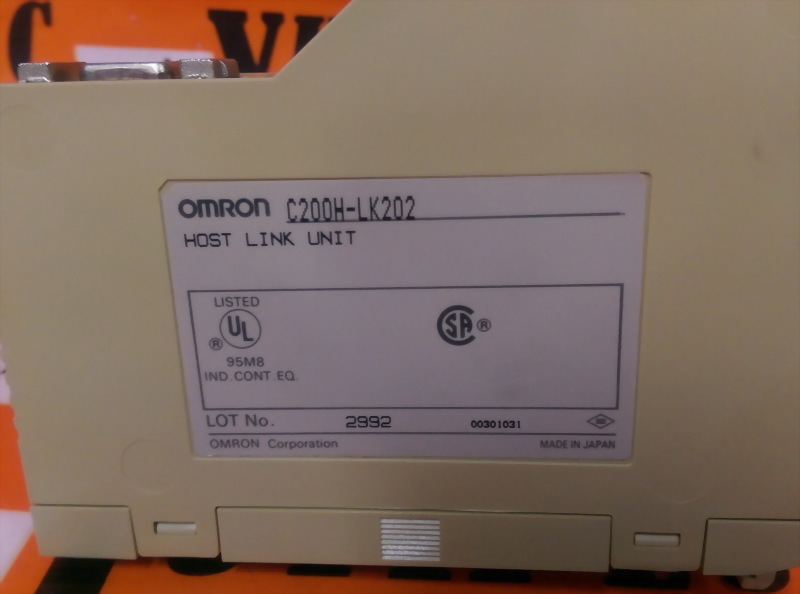 OMRON C200H-LK202
HOST LINK UNIT
LISTED
UL ®
95M8
IND.CONT.EQ.
SA ®
LOT No. 2992 00301031
OMRON Corporation MADE IN JAPAN